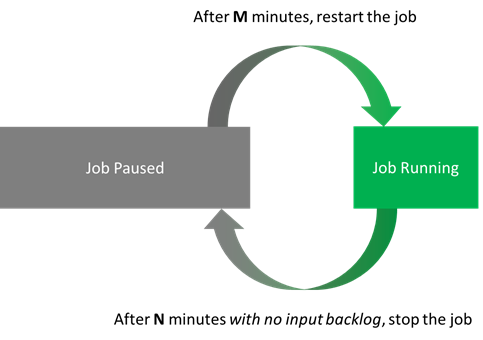 After M minutes, restart the job
Job Paused
Job Running
After N minutes with no input backlog, stop the job